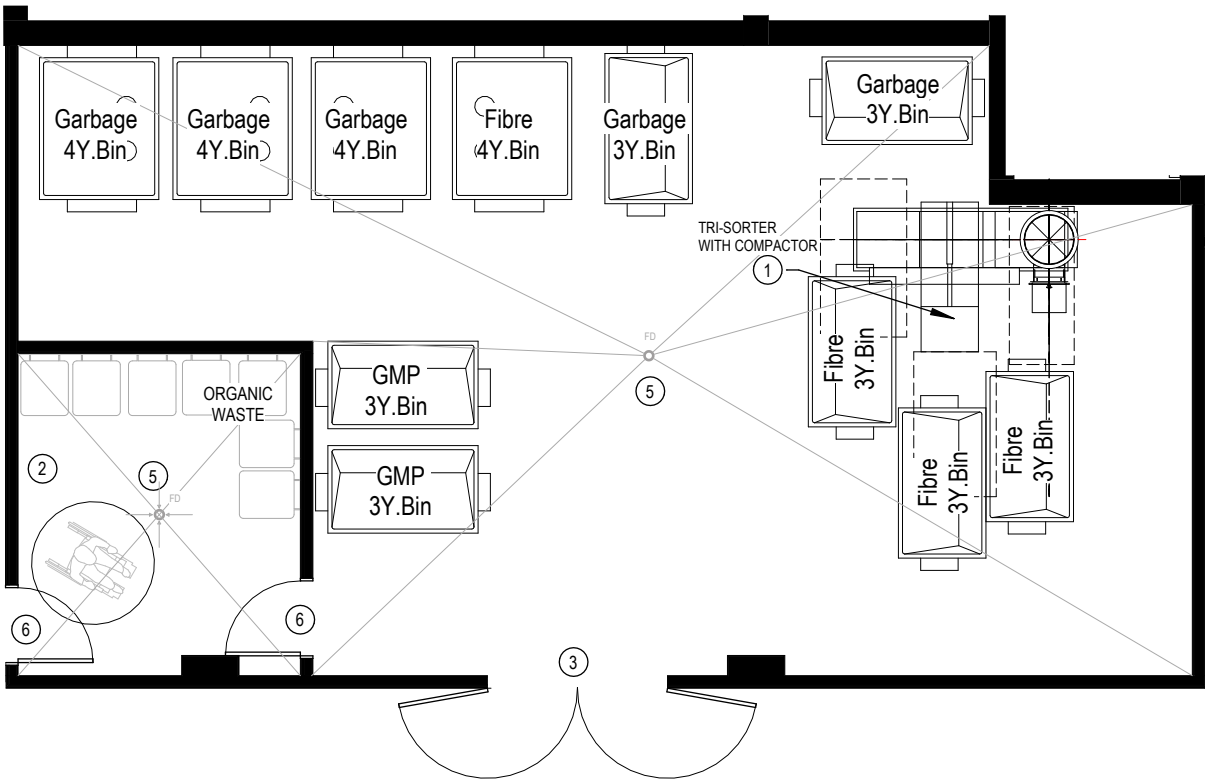 Garbage
4Y.Bin
Garbage
4Y.Bin
Garbage
4Y.Bin
Fibre
4Y.Bin
Garbage
3Y.Bin
Garbage
3Y.Bin
TRI-SORTER
WITH COMPACTOR
1
Fibre
3Y.Bin
Fibre
3Y.Bin
Fibre
3Y.Bin
FD
5
GMP
3Y.Bin
GMP
3Y.Bin
ORGANIC
WASTE
2
5
FD
6
6
3